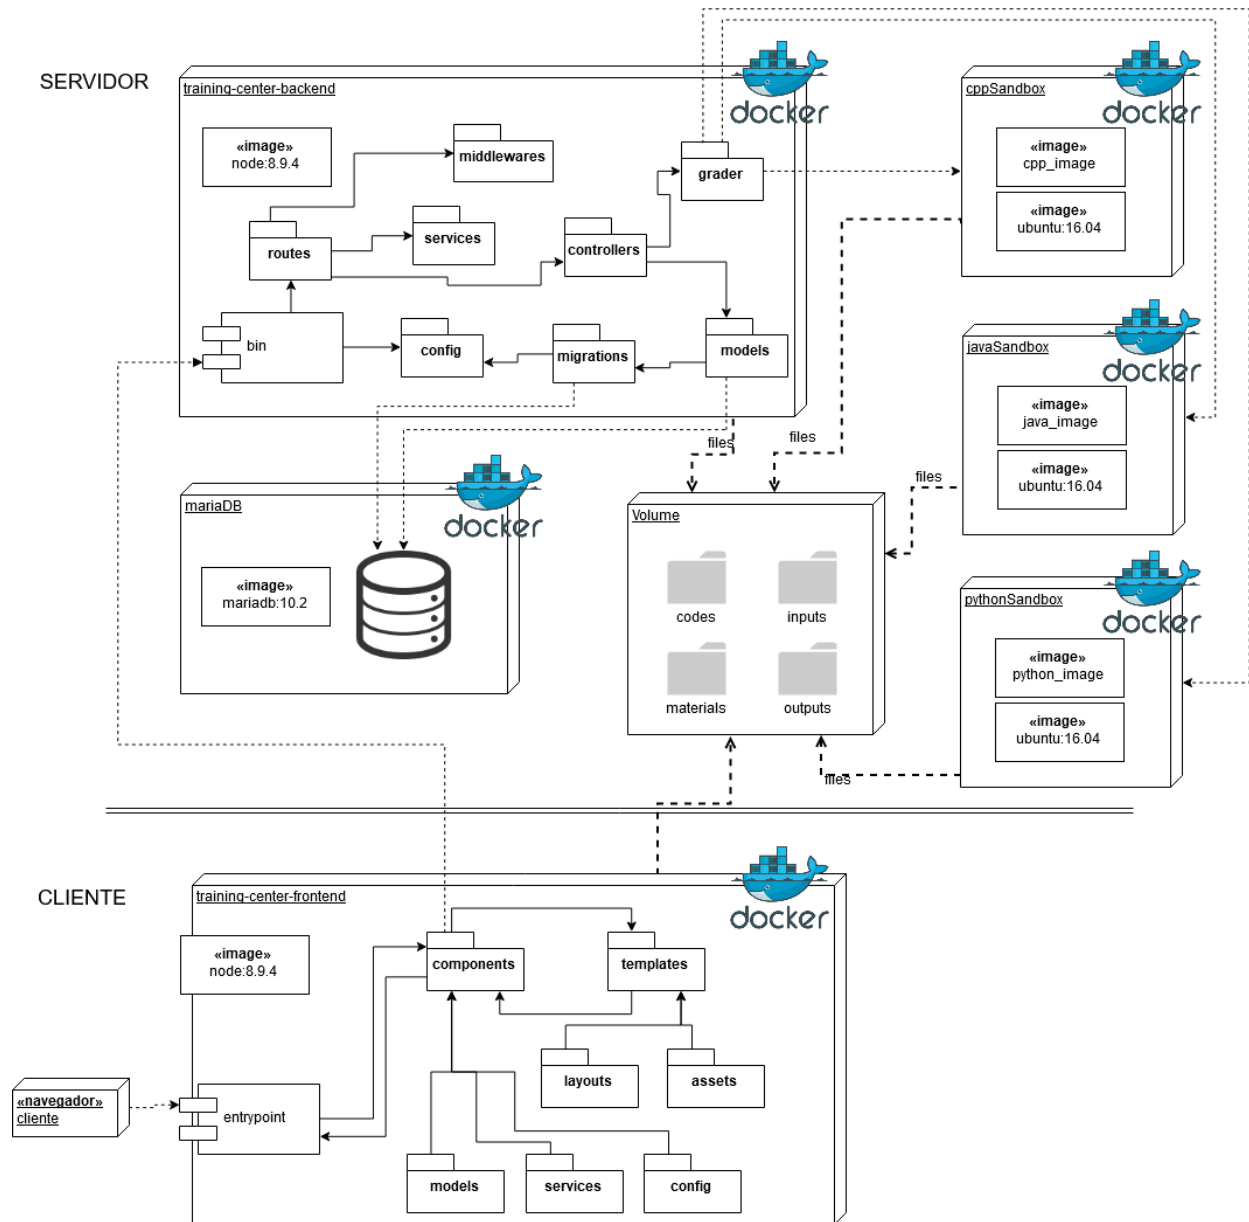 SERVIDOR
training-center-backend
docker
«image»
node:8.9.4
middlewares
grader
routes
services
controllers
bin
config
migrations
models
cppSandbox
docker
«image»
cpp_image
«image»
ubuntu:16.04
javaSandbox
docker
«image»
java_image
«image»
ubuntu:16.04
pythonSandbox
docker
«image»
python_image
«image»
ubuntu:16.04
files
files
files
files
mariaDB
docker
«image»
mariadb:10.2
Volume
codes
inputs
materials
outputs
CLIENTE
training-center-frontend
docker
«image»
node:8.9.4
components
templates
layouts
assets
«navegador»
cliente
entrypoint
models
services
config